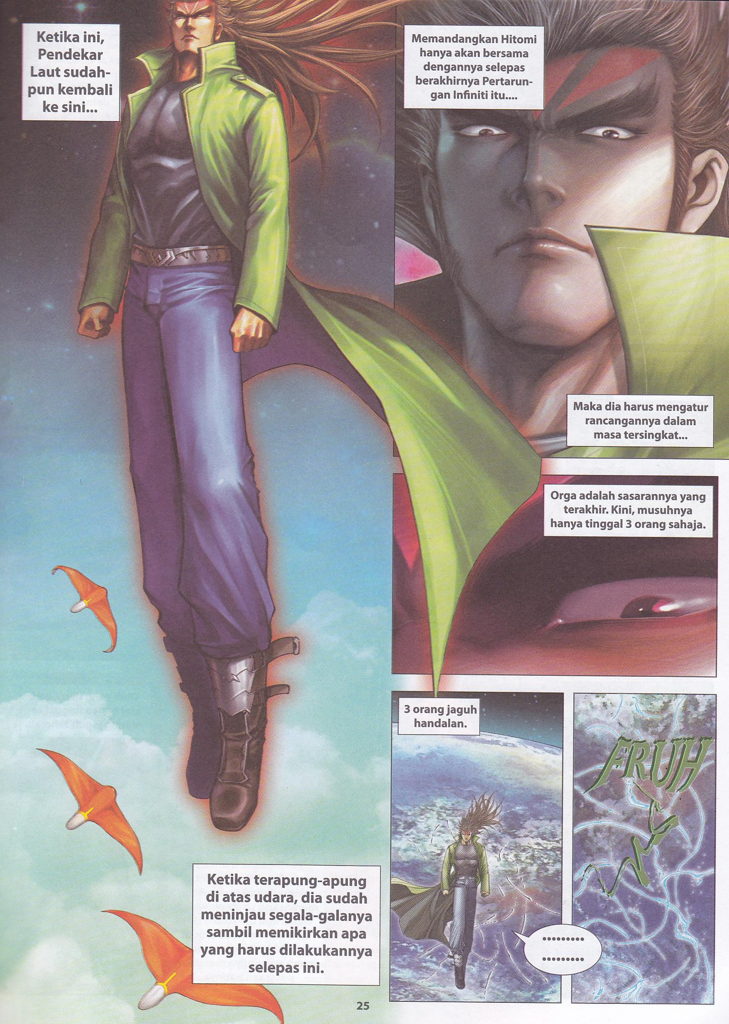 Ketika ini,
Pendekar
Laut sudah-
pun kembali
ke sini...
Memandangkan Hitomi
hanya akan bersama
dengannya selepas
berakhirnya Pertarun-
gan Infiniti itu....
Maka dia harus mengatur
rancangannya dalam
masa tersingkat...
Orga adalah sasarannya yang
terakhir. Kini, musuhnya
hanya tinggal 3 orang sahaja.
Ketika terapung-apung
di atas udara, dia sudah
meninjau segala-galanya
sambil memikirkan apa
yang harus dilakukannya
selepas ini.
3 orang jaguh
handalan.
..........
..........
FRUH
25